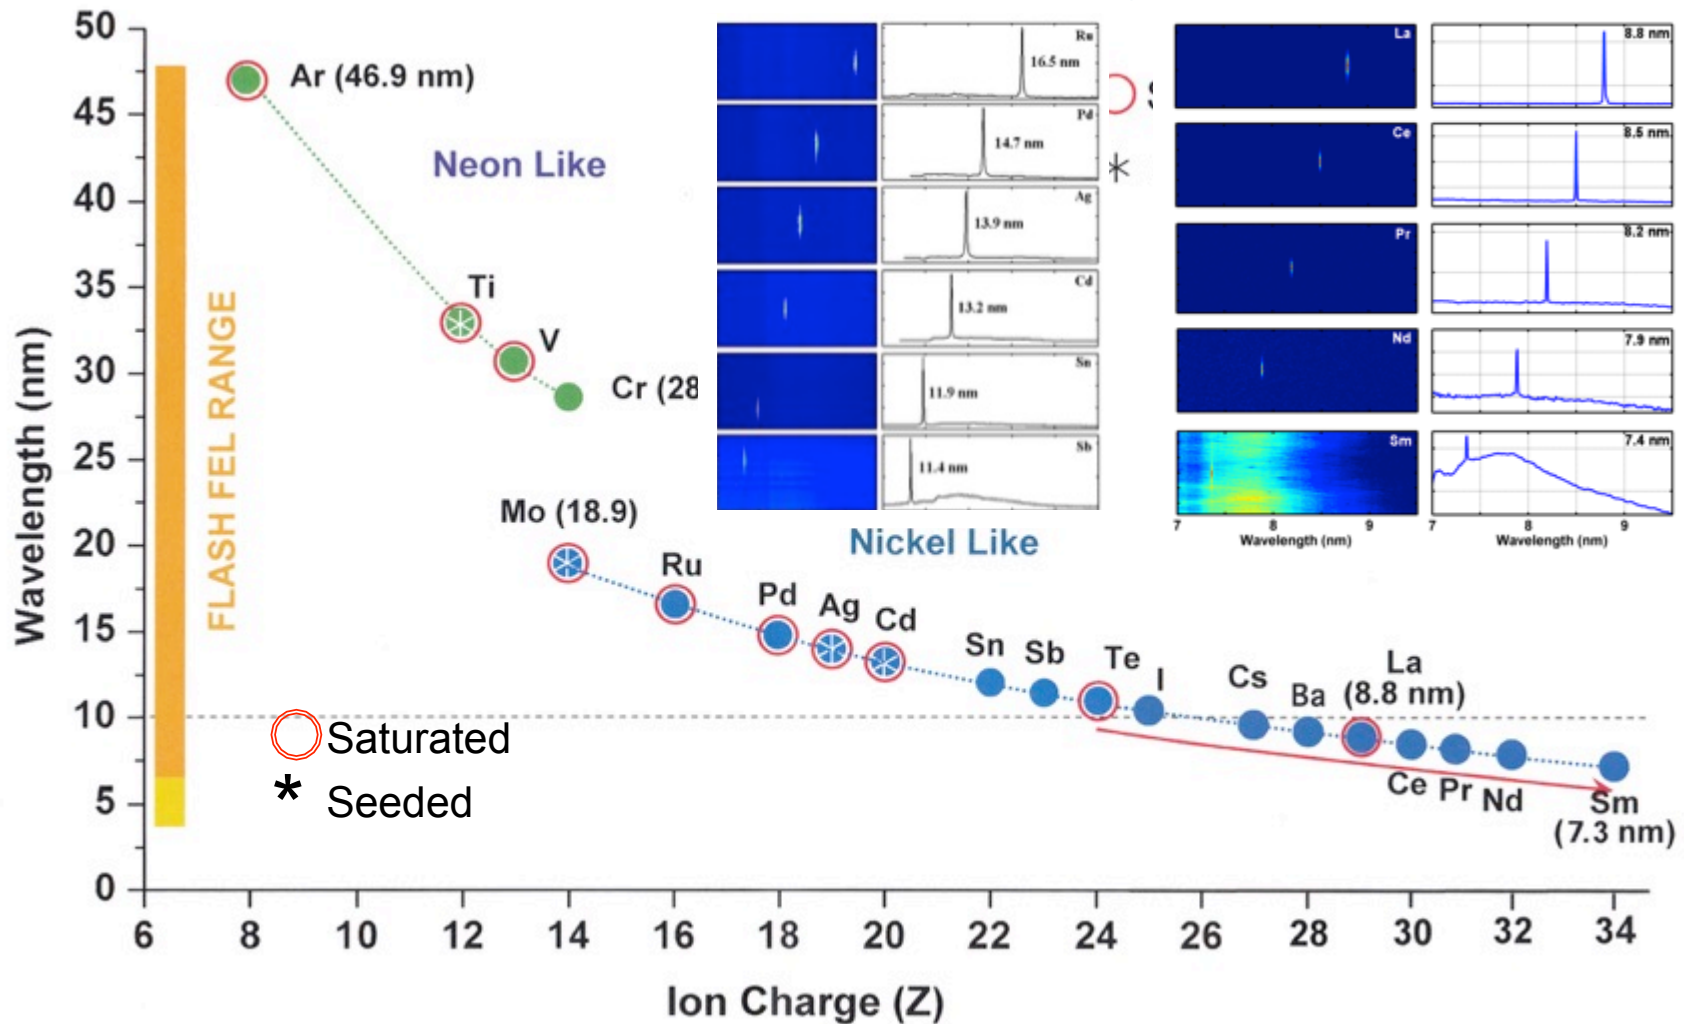 50
45
40
35
30
25
20
15
10
5
0
Wavelength (nm)
FLASH FEL RANGE
Ar (46.9 nm)
Neon Like
Ti
V
Cr (28
Mo (18.9)
Ru
Pd
Ag
Cd
Sn
Sb
Te
I
Cs
Ba
La
(8.8 nm)
Ce
Pr
Nd
Sm
(7.3 nm)
Nickel Like
Saturated
*
Seeded
6
8
10
12
14
16
18
20
22
24
26
28
30
32
34
Ion Charge (Z)
Ru
16.5 nm
Pd
14.7 nm
Ag
13.9 nm
Cd
13.2 nm
Sn
11.9 nm
Sb
11.4 nm
La
8.8 nm
Ce
8.5 nm
Pr
8.2 nm
Nd
7.9 nm
Sm
7.4 nm
7
8
9
Wavelength (nm)
7
8
9
Wavelength (nm)